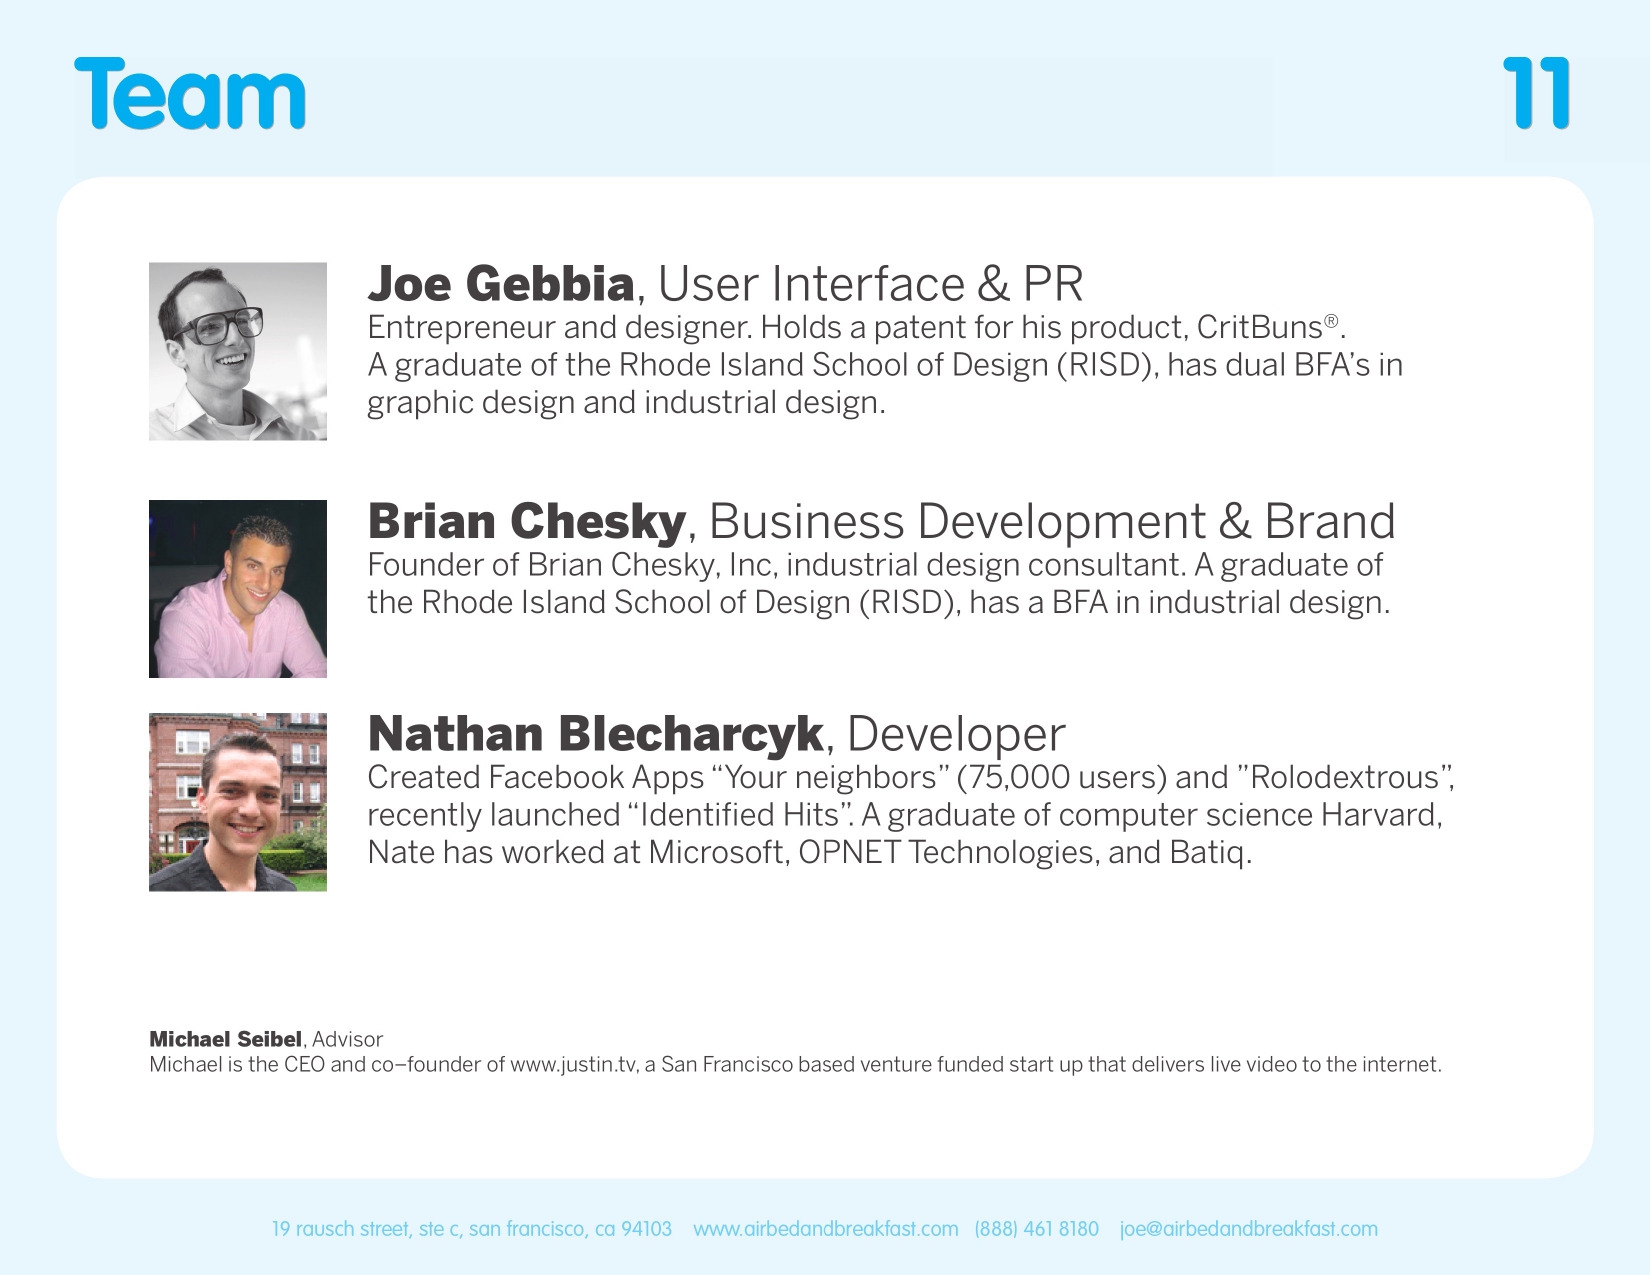 Team
11
Joe Gebbia, User Interface & PR
Entrepreneur and designer. Holds a patent for his product, CritBuns®.
A graduate of the Rhode Island School of Design (RISD), has dual BFA’s in
graphic design and industrial design.
Brian Chesky, Business Development & Brand
Founder of Brian Chesky, Inc, industrial design consultant. A graduate of
the Rhode Island School of Design (RISD), has a BFA in industrial design.
Nathan Blecharcyk, Developer
Created Facebook Apps “Your neighbors” (75,000 users) and ”Rolodextrous”,
recently launched “Identified Hits”. A graduate of computer science Harvard,
Nate has worked at Microsoft, OPNET Technologies, and Batiq.
Michael Seibel, Advisor
Michael is the CEO and co–founder of www.justin.tv, a San Francisco based venture funded start up that delivers live video to the internet.
19 rausch street, ste c, san francisco, ca 94103 www.airbedandbreakfast.com (888) 461 8180 joe@airbedandbreakfast.com